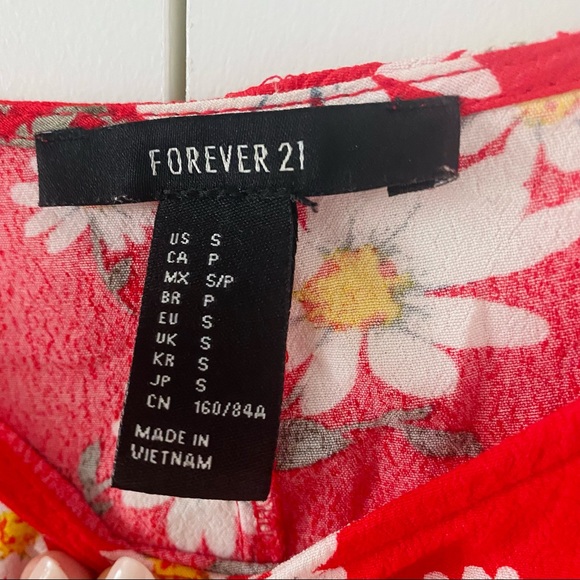 FOREVER 21
US S
CA P
MX S/P
BR P
EU S
UK S
KR S
JP S
CN 160/84A
MADE IN
VIETNAM